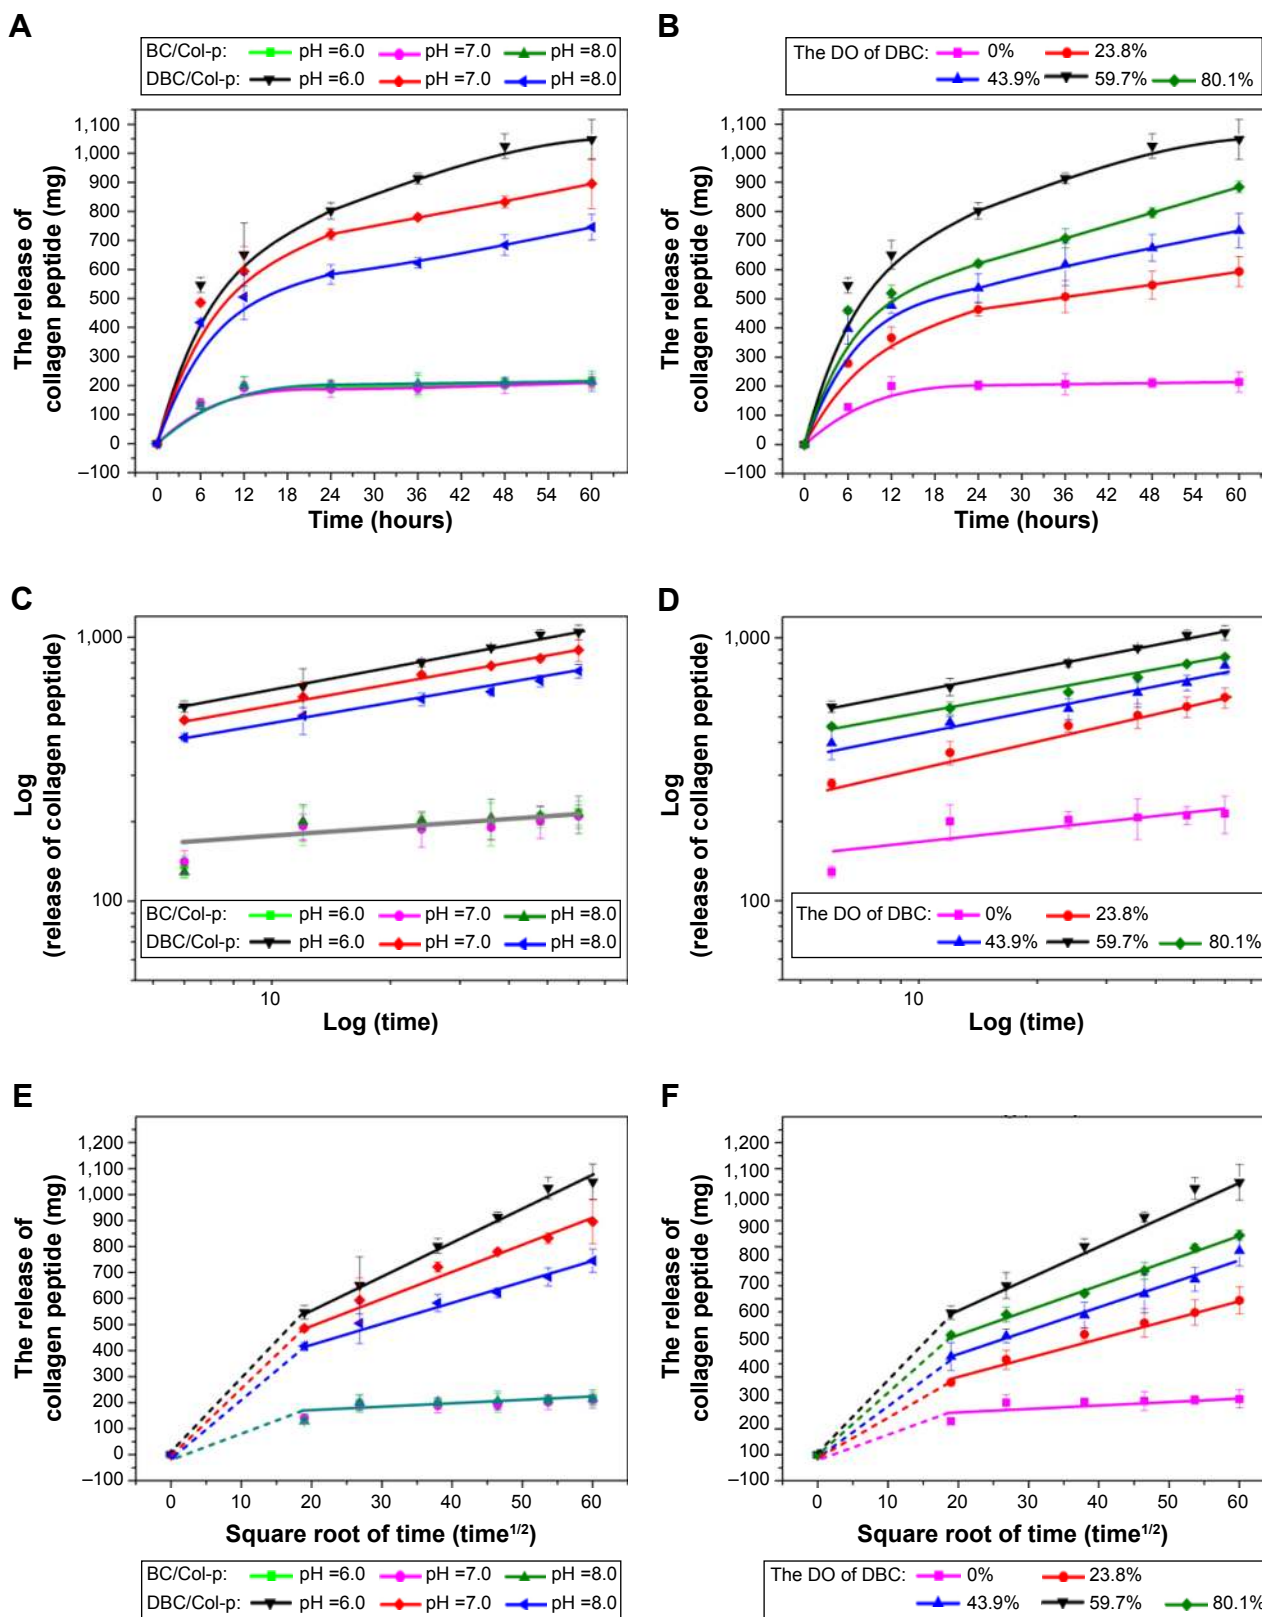 A
BC/Col-p: pH =6.0 pH =7.0 pH =8.0
DBC/Col-p: pH =6.0 pH =7.0 pH =8.0
The release of
collagen peptide (mg)
1,100
1,000
900
800
700
600
500
400
300
200
100
0
–100
0 6 12 18 24 30 36 42 48 54 60
Time (hours)
B
The DO of DBC: 0% 23.8%
43.9% 59.7% 80.1%
The release of
collagen peptide (mg)
1,100
1,000
900
800
700
600
500
400
300
200
100
0
–100
0 6 12 18 24 30 36 42 48 54 60
Time (hours)
C
Log
(release of collagen peptide)
1,000
100
BC/Col-p: pH =6.0 pH =7.0 pH =8.0
DBC/Col-p: pH =6.0 pH =7.0 pH =8.0
10
Log (time)
D
Log
(release of collagen peptide)
1,000
100
The DO of DBC: 0% 23.8%
43.9% 59.7% 80.1%
10
Log (time)
E
The release of
collagen peptide (mg)
1,200
1,100
1,000
900
800
700
600
500
400
300
200
100
0
–100
0 10 20 30 40 50 60
Square root of time (time1/2)
BC/Col-p: pH =6.0 pH =7.0 pH =8.0
DBC/Col-p: pH =6.0 pH =7.0 pH =8.0
F
The release of
collagen peptide (mg)
1,200
1,100
1,000
900
800
700
600
500
400
300
200
100
–100
0 10 20 30 40 50 60
Square root of time (time1/2)
The DO of DBC: 0% 23.8%
43.9% 59.7% 80.1%